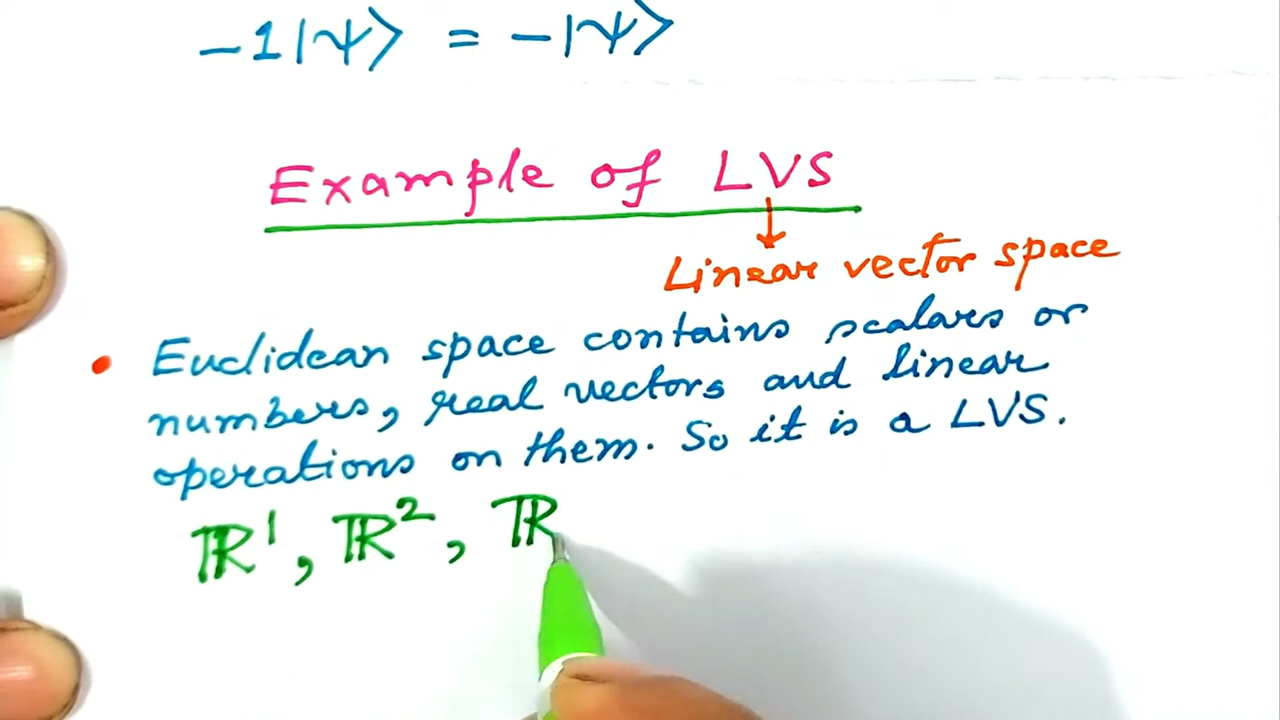 -1|ψ⟩ = -|ψ⟩
Example of LVS
↓
Linear vector space
• Euclidean space contains scalars or
numbers, real vectors and linear
operations on them. So it is a LVS.
ℝ¹, ℝ², ℝ